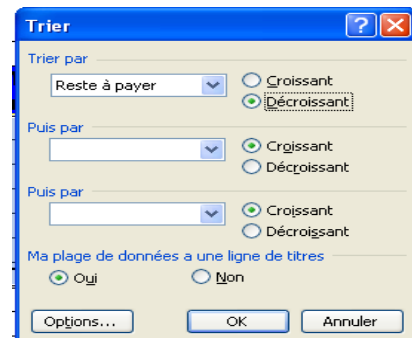 Trier
Trier par
Reste à payer
Croissant
Décroissant
Puis par
Croissant
Décroissant
Puis par
Croissant
Décroissant
Ma plage de données a une ligne de titres
Oui Non
Options... OK Annuler